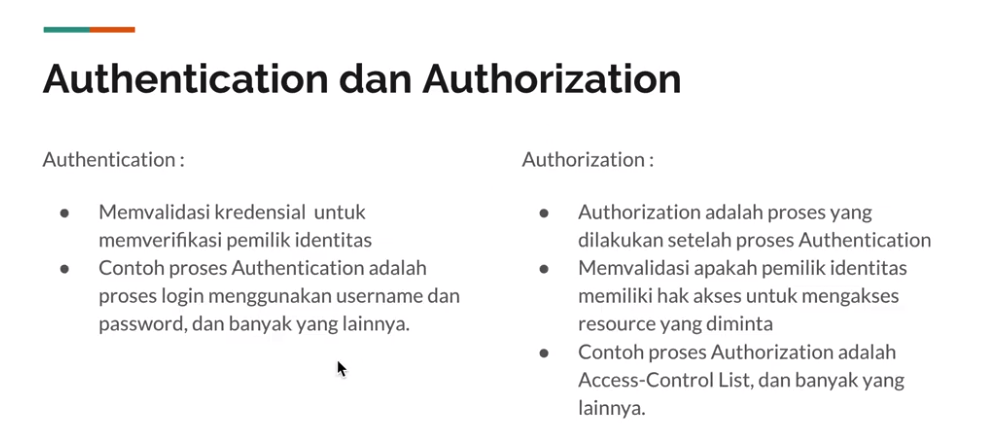 Authentication dan Authorization
Authentication :
● Memvalidasi kredensial untuk
memverifikasi pemilik identitas
● Contoh proses Authentication adalah
proses login menggunakan username dan
password, dan banyak yang lainnya.
Authorization :
● Authorization adalah proses yang
dilakukan setelah proses Authentication
● Memvalidasi apakah pemilik identitas
memiliki hak akses untuk mengakses
resource yang diminta
● Contoh proses Authorization adalah
Access-Control List, dan banyak yang
lainnya.